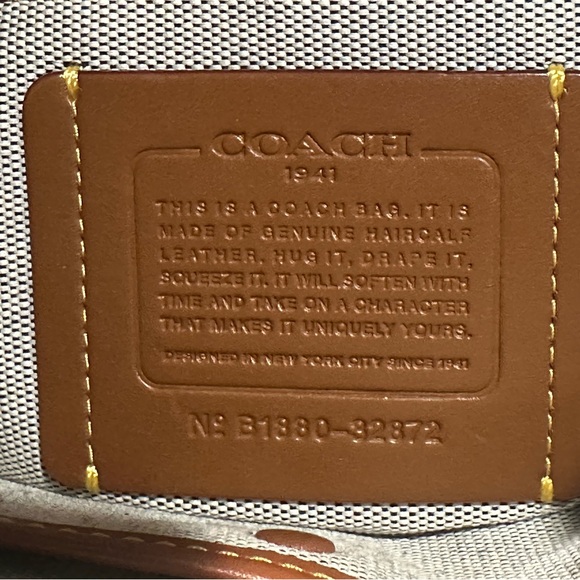 COACH
1941
THIS IS A COACH BAG. IT IS
MADE OF GENUINE HAIRCALF
LEATHER. HUG IT, DRAPE IT,
SQUEEZE IT. IT WILL SOFTEN WITH
TIME AND TAKE ON A CHARACTER
THAT MAKES IT UNIQUELY YOURS.
DESIGNED IN NEW YORK CITY SINCE 1941
Nº B1880-32872